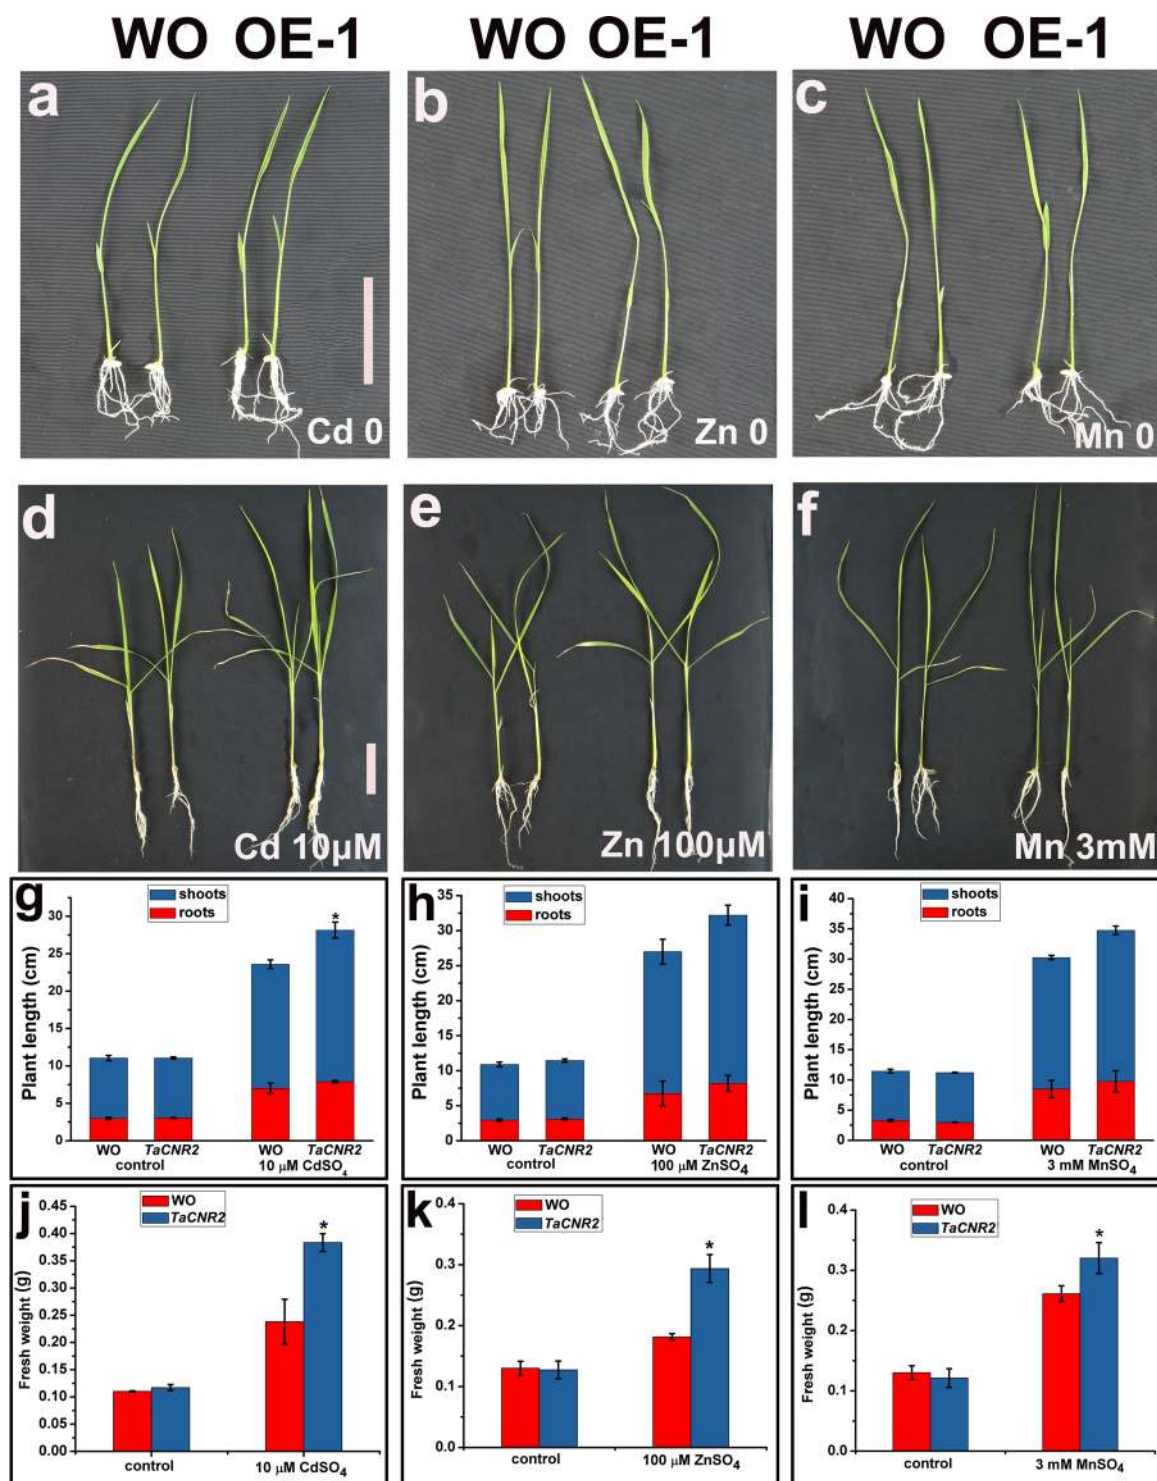 WO OE-1 WO OE-1 WO OE-1
a b c
Cd 0 Zn 0 Mn 0
d e f
Cd 10µM Zn 100µM Mn 3mM
g
shoots
roots
Plant length (cm)
30
25
20
15
10
5
0
WO TaCNR2 WO TaCNR2
control 10 µM CdSO4
*
h
shoots
roots
Plant length (cm)
35
30
25
20
15
10
5
0
WO TaCNR2 WO TaCNR2
control 100 µM ZnSO4
i
shoots
roots
Plant length (cm)
40
35
30
25
20
15
10
5
0
WO TaCNR2 WO TaCNR2
control 3 mM MnSO4
j
WO
TaCNR2
Fresh weight (g)
0.45
0.40
0.35
0.30
0.25
0.20
0.15
0.10
0.05
0.00
*
control 10 µM CdSO4
k
WO
TaCNR2
Fresh weight (g)
0.4
0.3
0.2
0.1
0.0
*
control 100 µM ZnSO4
l
WO
TaCNR2
Fresh weight (g)
0.4
0.3
0.2
0.1
0.0
*
control 3 mM MnSO4